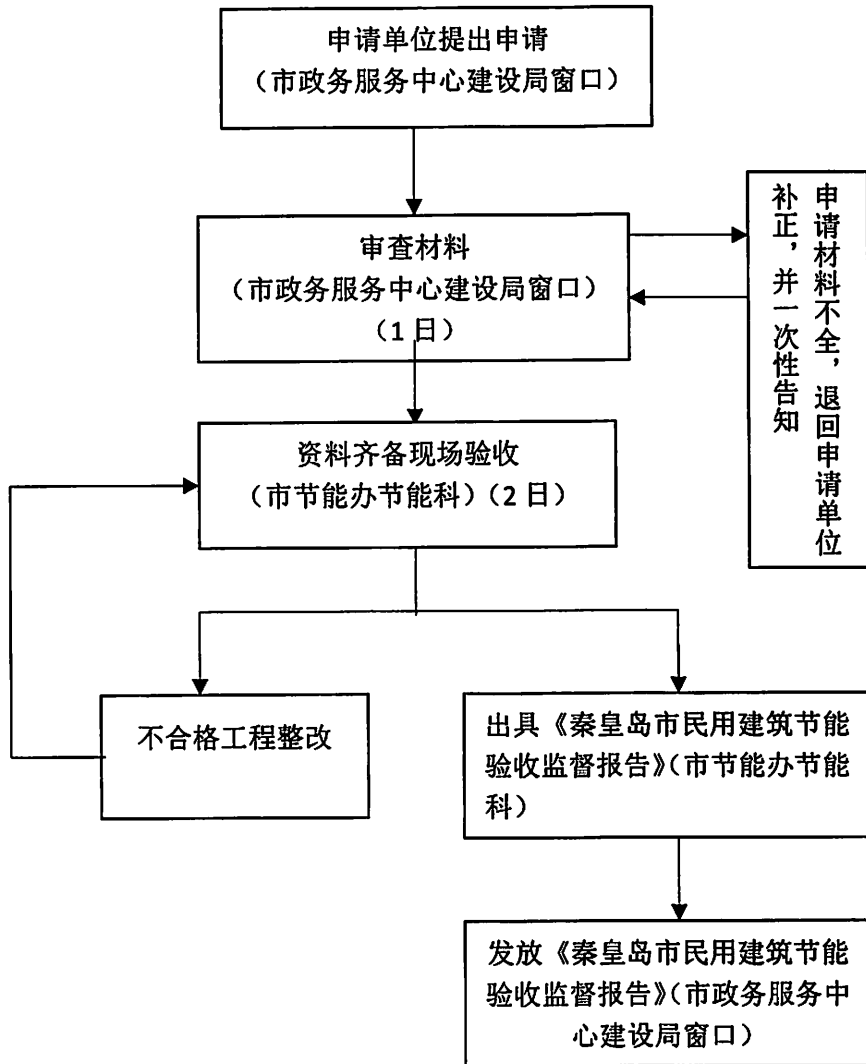 申请单位提出申请
（市政务服务中心建设局窗口）
审查材料
（市政务服务中心建设局窗口）
（1日）
申请材料不全，退回申请单位
补正，并一次性告知
资料齐备现场验收
（市节能办节能科）（2日）
不合格工程整改
出具《秦皇岛市民用建筑节能
验收监督报告》（市节能办节能
科）
发放《秦皇岛市民用建筑节能
验收监督报告》（市政务服务中
心建设局窗口）